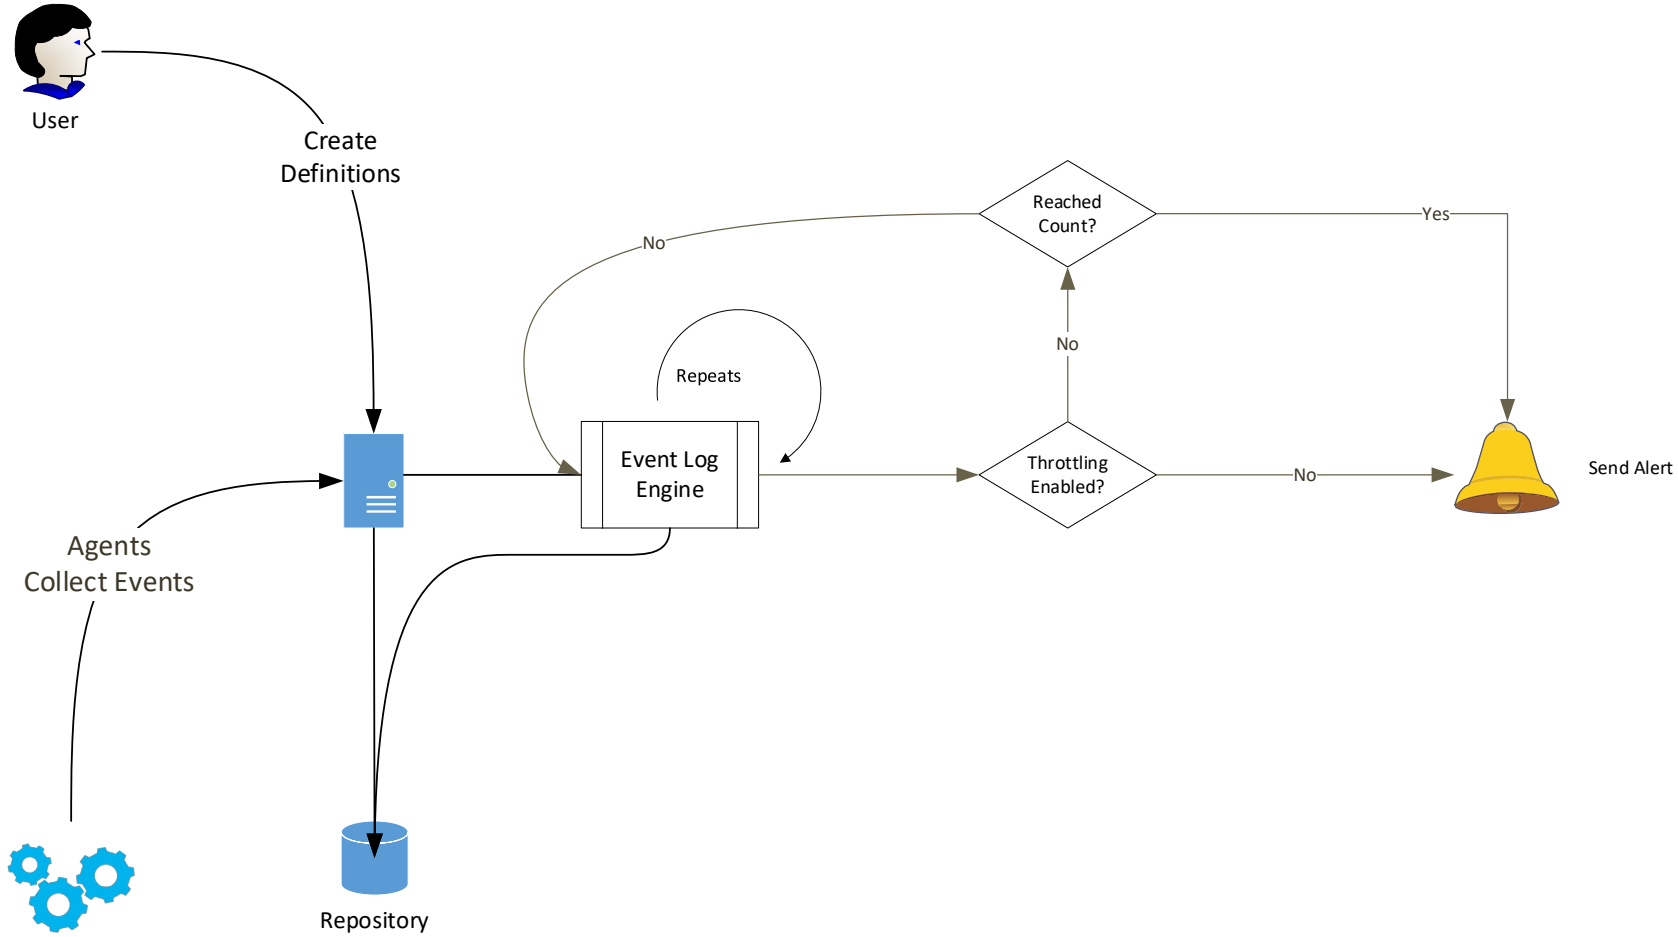 User
Create
Definitions
Reached
Count?
Yes
No
No
Repeats
Event Log
Engine
Throttling
Enabled?
No
Send Alert
Agents
Collect Events
Repository